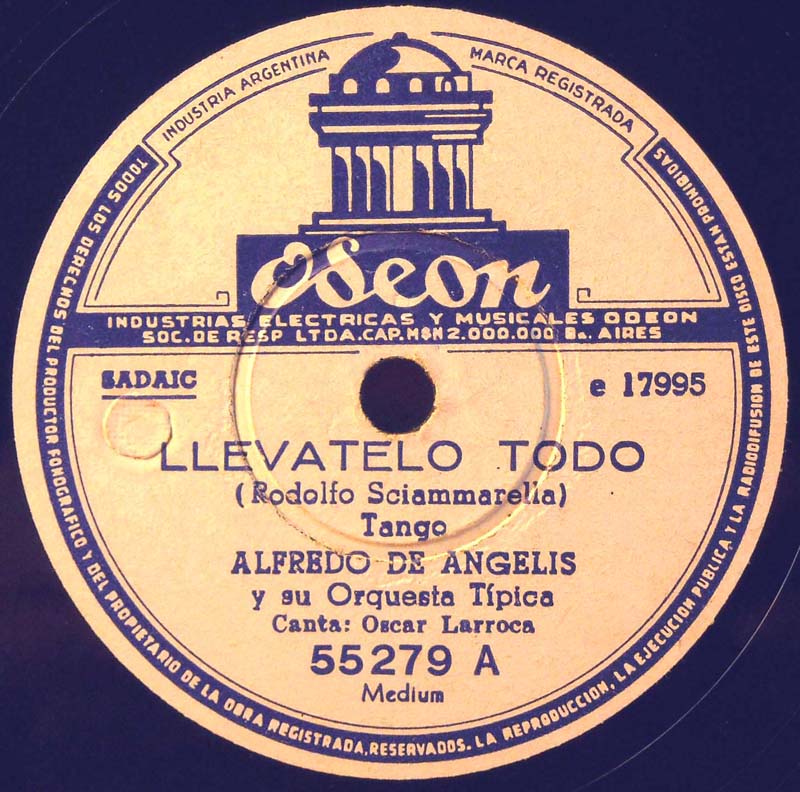 INDUSTRIA ARGENTINA
MARCA REGISTRADA
Odeon
INDUSTRIAS ELECTRICAS Y MUSICALES ODEON
SOC. DE RESP LTDA. CAP. M$N 2.000.000 Bs. AIRES
SADAIC
e 17995
LLEVATELO TODO
(Rodolfo Sciammarella)
Tango
ALFREDO DE ANGELIS
y su Orquesta Típica
Canta: Oscar Larroca
55279 A
Medium
TODOS LOS DERECHOS DEL PRODUCTOR FONOGRAFICO Y DEL PROPIETARIO DE LA OBRA REGISTRADA, RESERVADOS. LA REPRODUCCION, LA EJECUCION PUBLICA Y LA RADIODIFUSION DE ESTE DISCO ESTAN PROHIBIDAS